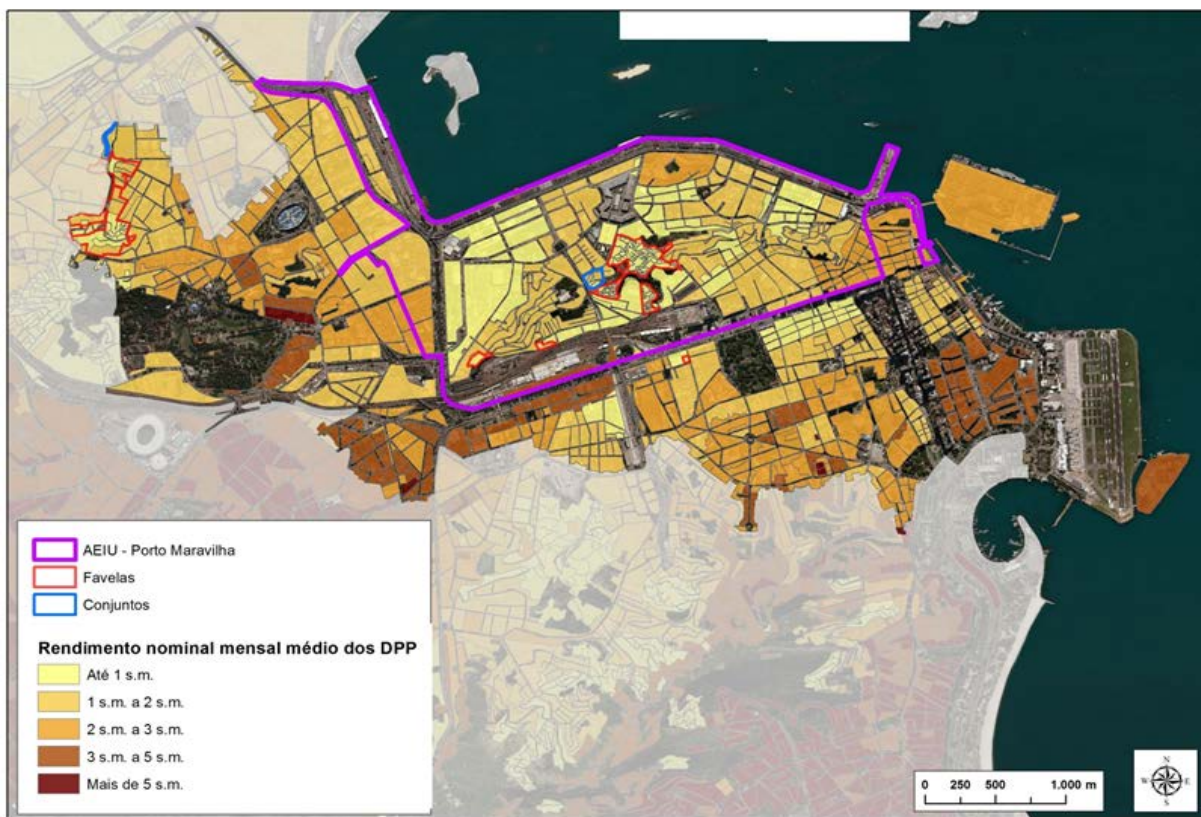 AEIU - Porto Maravilha
Favelas
Conjuntos
Rendimento nominal mensal médio dos DPP
Até 1 s.m.
1 s.m. a 2 s.m.
2 s.m. a 3 s.m.
3 s.m. a 5 s.m.
Mais de 5 s.m.
0 250 500 1.000 m
N
W E
S